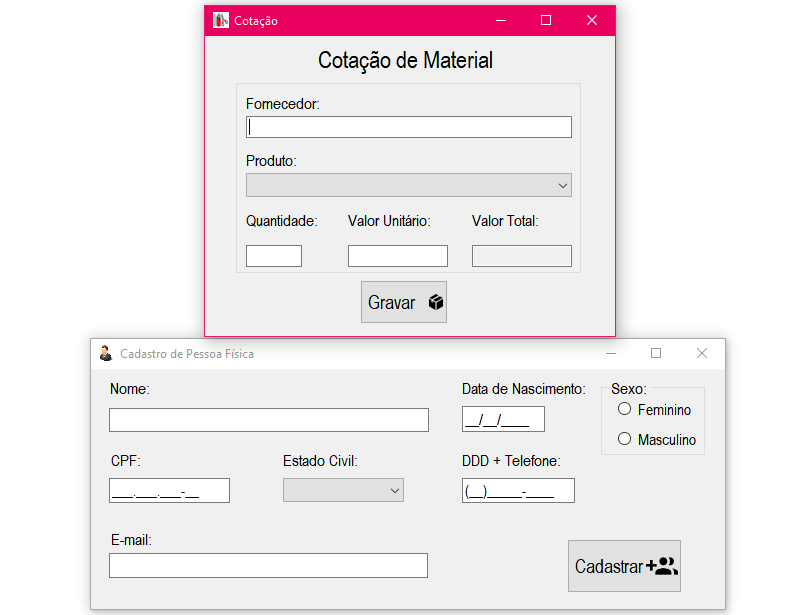 Cotação
Cotação de Material
Fornecedor:
Produto:
Quantidade: Valor Unitário: Valor Total:
Gravar
Cadastro de Pessoa Física
Nome: Data de Nascimento: Sexo:
Feminino
__/__/____
Masculino
CPF: Estado Civil: DDD + Telefone:
___.___.___-__ (__)_____-____
E-mail:
Cadastrar